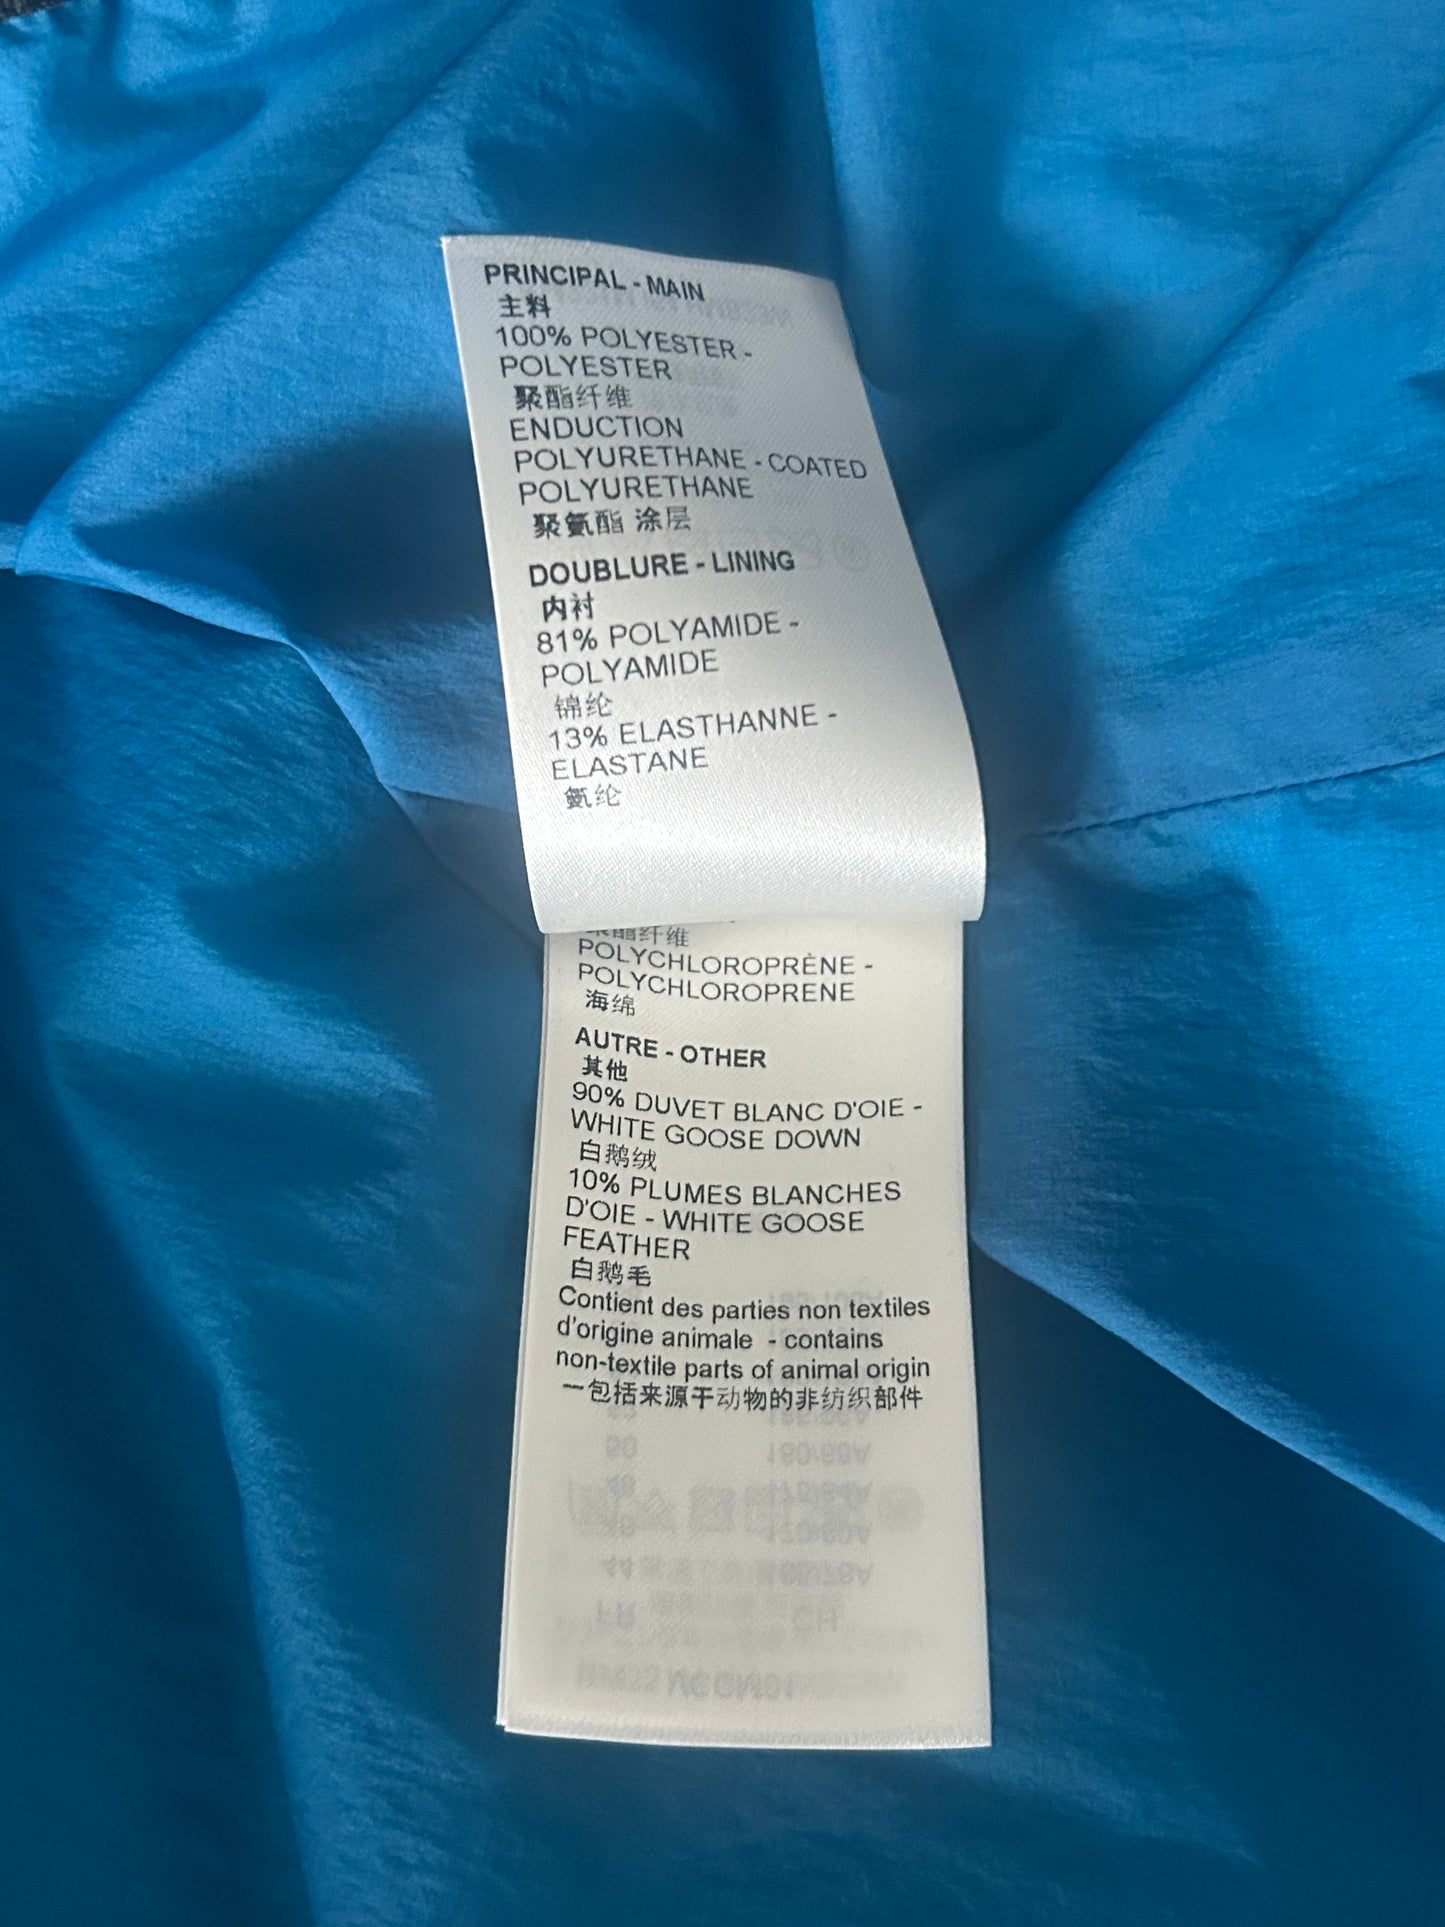 PRINCIPAL - MAIN
主料
100% POLYESTER -
POLYESTER
聚酯纤维
ENDUCTION
POLYURETHANE - COATED
POLYURETHANE
聚氨酯 涂层
DOUBLURE - LINING
内衬
81% POLYAMIDE -
POLYAMIDE
锦纶
13% ELASTHANNE -
ELASTANE
氨纶
聚酯纤维
POLYCHLOROPRÈNE -
POLYCHLOROPRENE
海绵
AUTRE - OTHER
其他
90% DUVET BLANC D'OIE -
WHITE GOOSE DOWN
白鹅绒
10% PLUMES BLANCHES
D'OIE - WHITE GOOSE
FEATHER
白鹅毛
Contient des parties non textiles
d'origine animale - contains
non-textile parts of animal origin
一包括来源于动物的非纺织部件